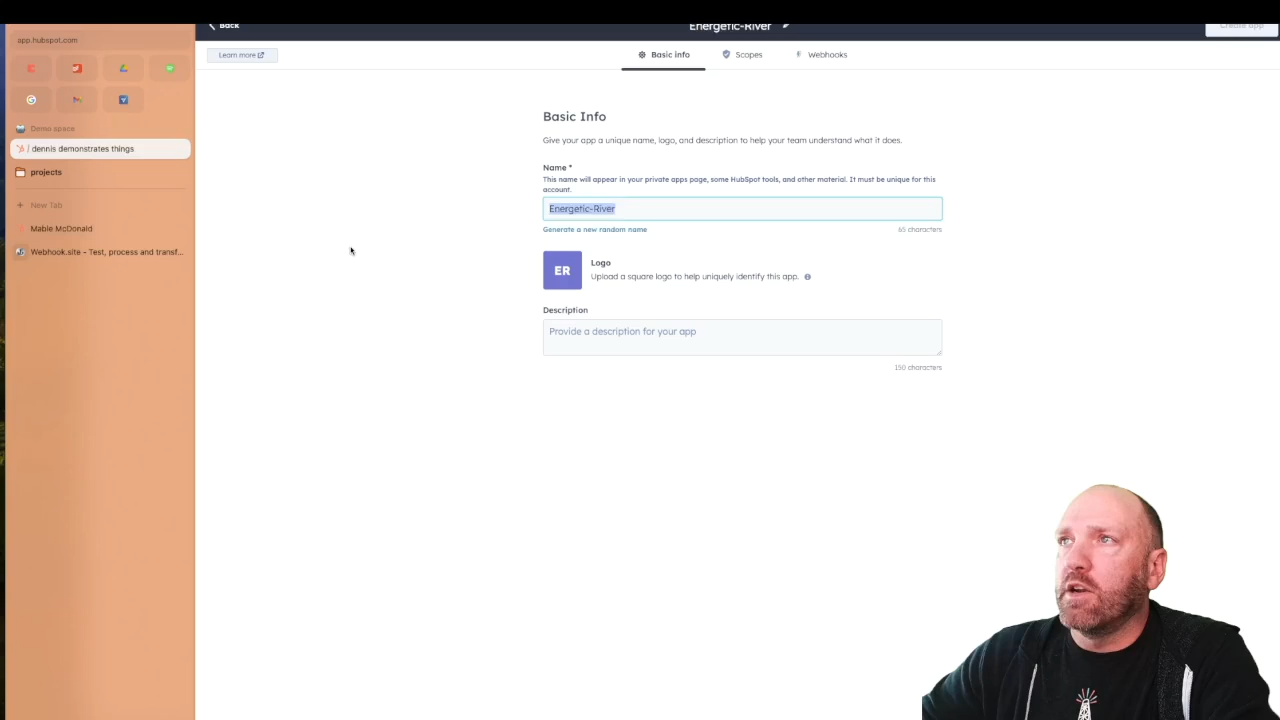 app.hubspot.com
Demo space
/ dennis demonstrates things
projects
New Tab
Mable McDonald
Webhook.site - Test, process and transf...
Back
Energetic-River
Create app
Learn more
Basic info
Scopes
Webhooks
Basic Info
Give your app a unique name, logo, and description to help your team understand what it does.
Name *
This name will appear in your private apps page, some HubSpot tools, and other material. It must be unique for this
account.
Energetic-River
Generate a new random name
65 characters
ER
Logo
Upload a square logo to help uniquely identify this app.
Description
Provide a description for your app
150 characters